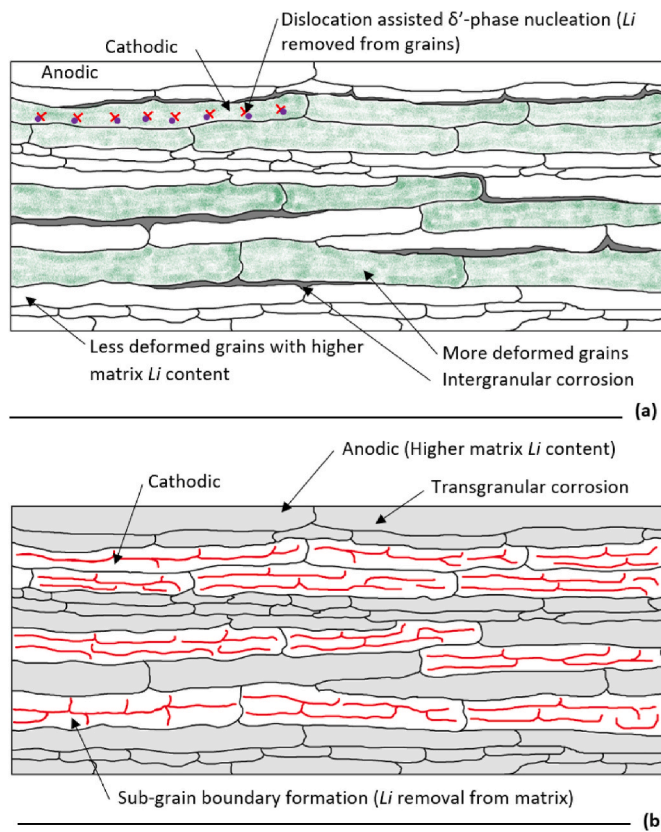 Dislocation assisted δ’-phase nucleation (Li
removed from grains)
Cathodic
Anodic
Less deformed grains with higher
matrix Li content
More deformed grains
Intergranular corrosion
(a)
Anodic (Higher matrix Li content)
Cathodic
Transgranular corrosion
Sub-grain boundary formation (Li removal from matrix)
(b